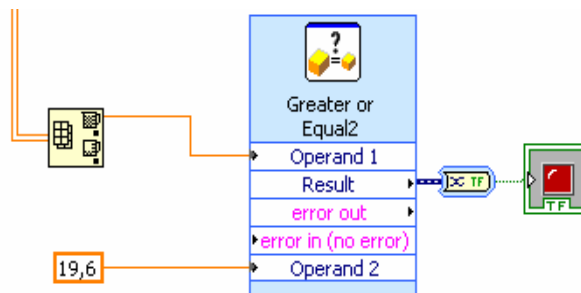 ?
=
Greater or
Equal2
Operand 1
Result
TF
TF
error out
error in (no error)
19,6
Operand 2